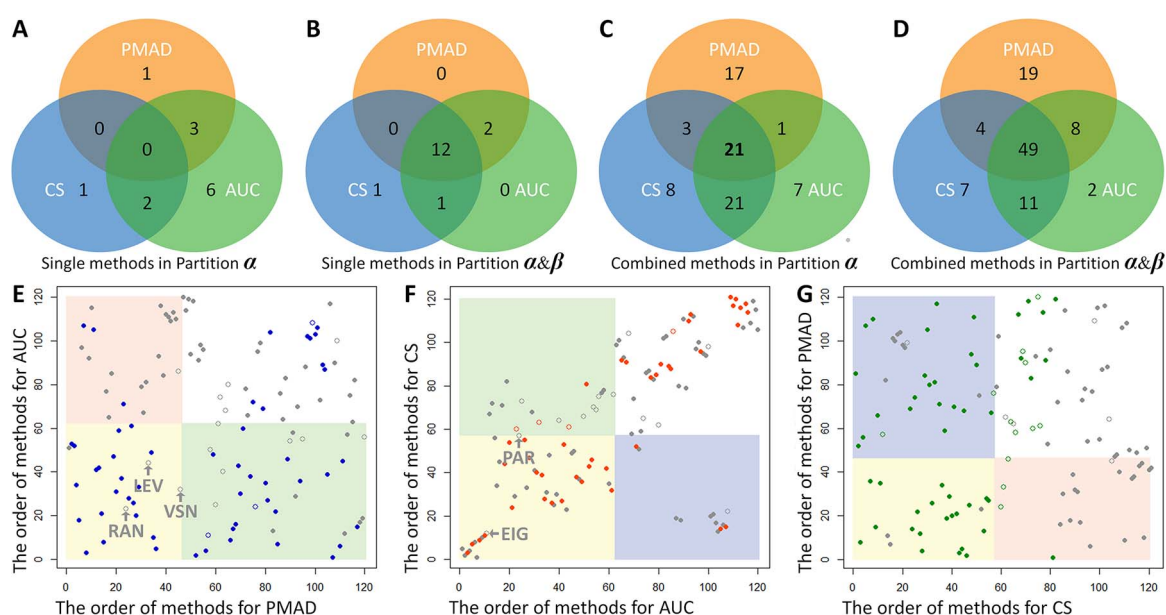 A
PMAD
1
0
3
0
CS 1
6 AUC
2
Single methods in Partition α
B
PMAD
0
0
2
12
CS 1
0 AUC
1
Single methods in Partition α&β
C
PMAD
17
3
1
21
CS 8
7 AUC
21
Combined methods in Partition α
D
PMAD
19
4
8
49
CS 7
2 AUC
11
Combined methods in Partition α&β
E
The order of methods for AUC
120
100
80
60
40
20
0
LEV
VSN
RAN
0 20 40 60 80 100 120
The order of methods for PMAD
F
The order of methods for CS
120
100
80
60
40
20
0
PAR
EIG
0 20 40 60 80 100 120
The order of methods for AUC
G
The order of methods for PMAD
120
100
80
60
40
20
0
0 20 40 60 80 100 120
The order of methods for CS